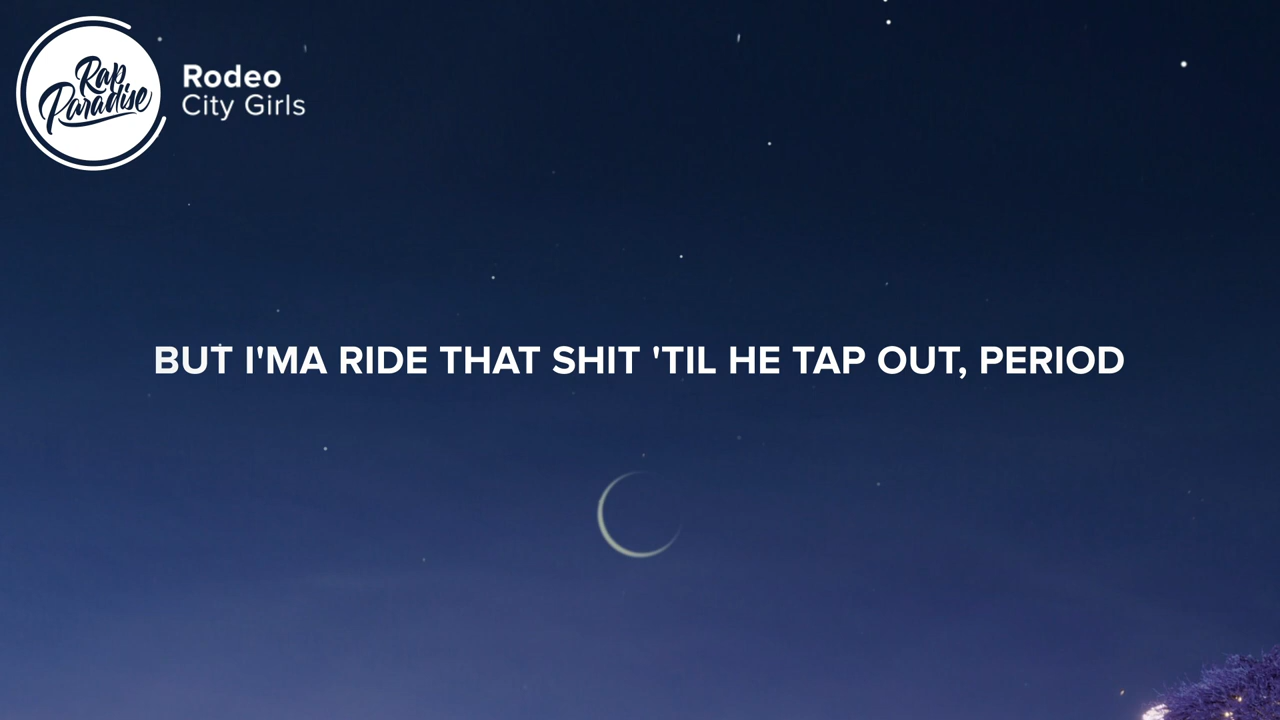 Rap
Paradise
Rodeo
City Girls
BUT I'MA RIDE THAT SHIT 'TIL HE TAP OUT, PERIOD